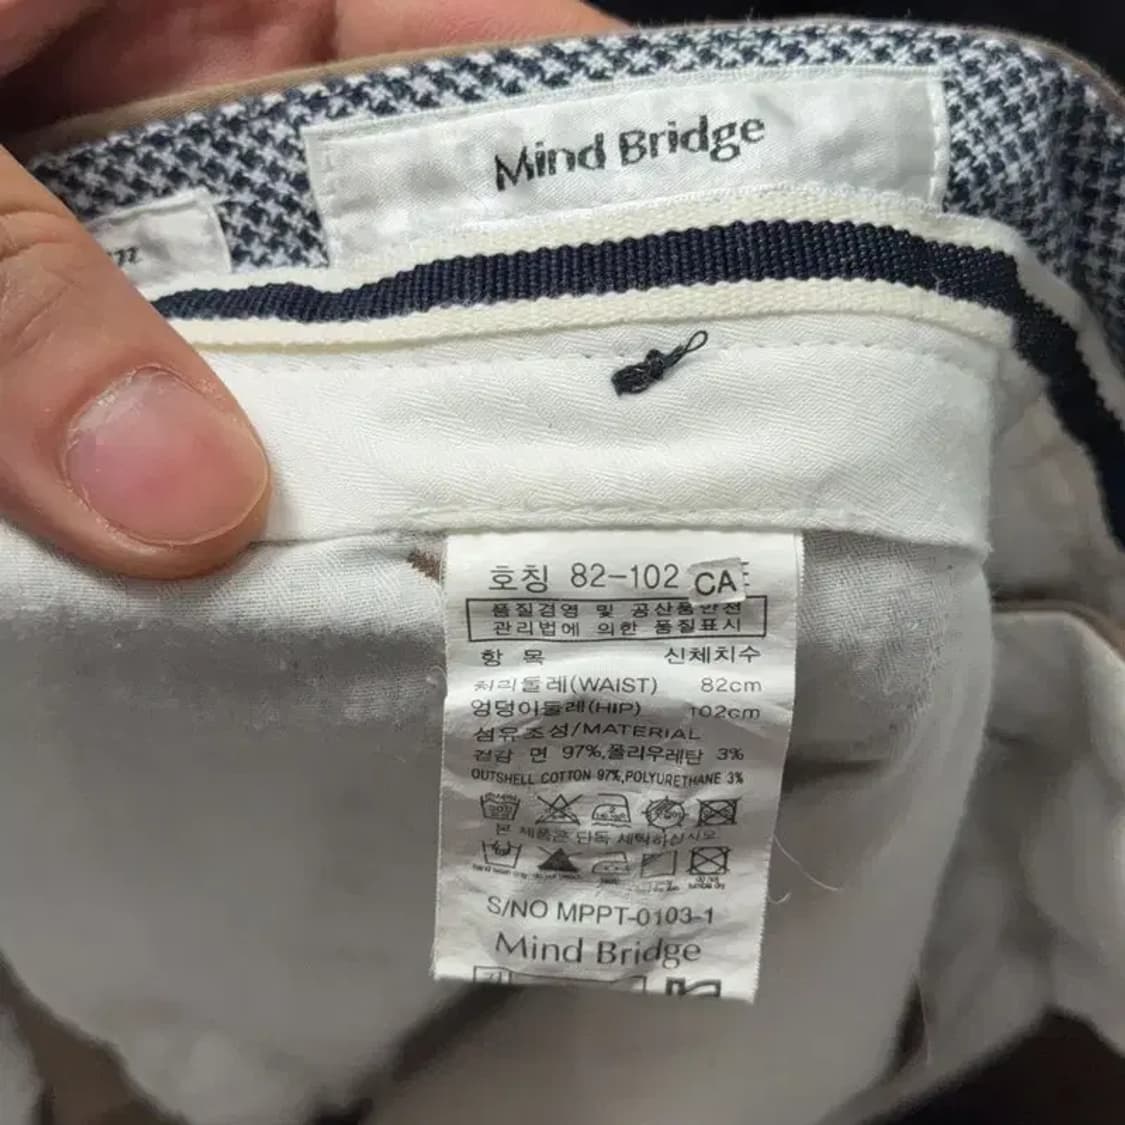 Mind Bridge
호칭 82-102 CA
품질경영 및 공산품안전
관리법에 의한 품질표시
항 목 신체치수
허리둘레(WAIST) 82cm
엉덩이둘레(HIP) 102cm
섬유조성/MATERIAL
겉감 면 97%,폴리우레탄 3%
OUTSHELL COTTON 97%,POLYURETHANE 3%
본 제품은 단독 세탁하십시오.
S/NO MPPT-0103-1
Mind Bridge